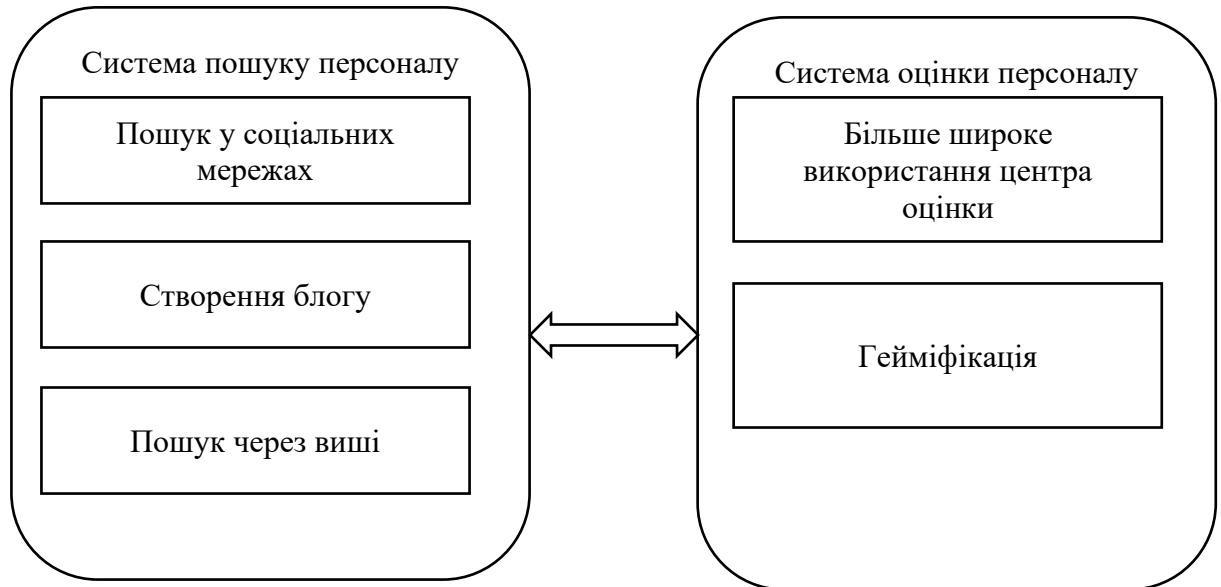 Система пошуку персоналу
Пошук у соціальних
мережах
Створення блогу
Пошук через виші
Система оцінки персоналу
Більше широке
використання центра
оцінки
Гейміфікація